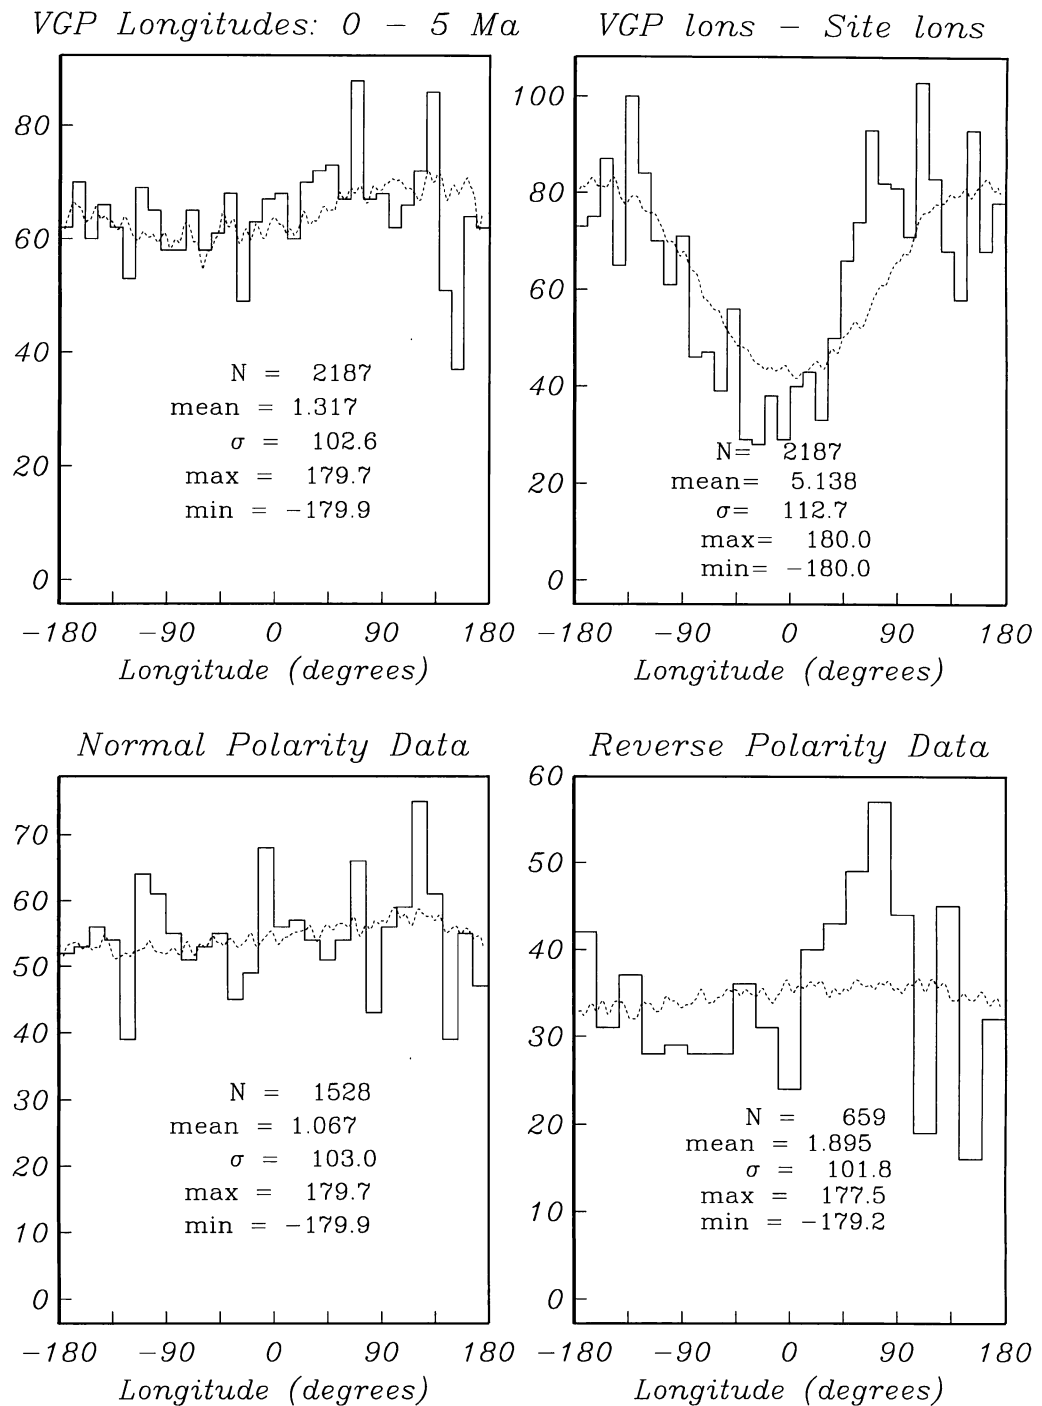 VGP Longitudes: 0 – 5 Ma
80
60
40
20
0
N = 2187
mean = 1.317
σ = 102.6
max = 179.7
min = −179.9
−180 −90 0 90 180
Longitude (degrees)
VGP lons – Site lons
100
80
60
40
20
0
N= 2187
mean= 5.138
σ= 112.7
max= 180.0
min= −180.0
−180 −90 0 90 180
Longitude (degrees)
Normal Polarity Data
70
60
50
40
30
20
10
0
N = 1528
mean = 1.067
σ = 103.0
max = 179.7
min = −179.9
−180 −90 0 90 180
Longitude (degrees)
Reverse Polarity Data
60
50
40
30
20
10
0
N = 659
mean = 1.895
σ = 101.8
max = 177.5
min = −179.2
−180 −90 0 90 180
Longitude (degrees)